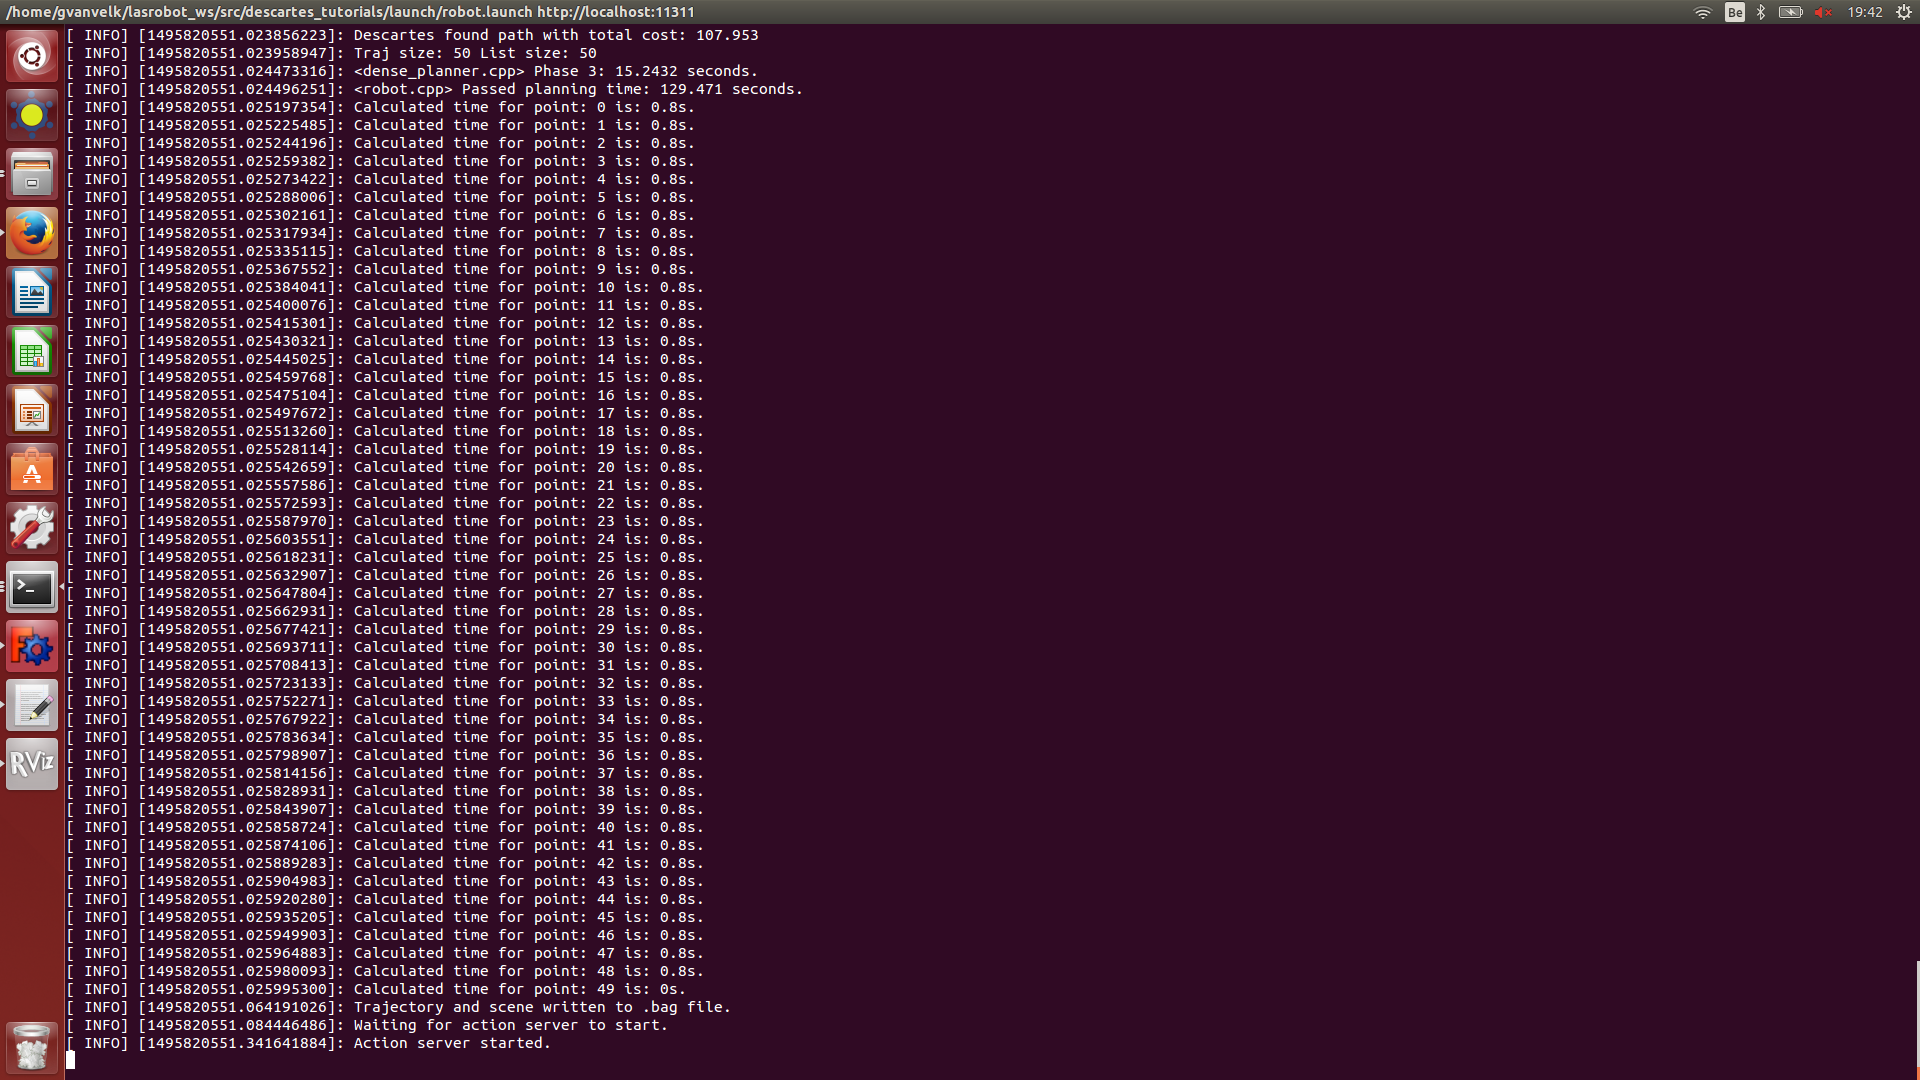 /home/gvanvelk/lasrobot_ws/src/descartes_tutorials/launch/robot.launch http://localhost:11311 Be 19:42
[ INFO] [1495820551.023856223]: Descartes found path with total cost: 107.953
[ INFO] [1495820551.023958947]: Traj size: 50 List size: 50
[ INFO] [1495820551.024473316]: <dense_planner.cpp> Phase 3: 15.2432 seconds.
[ INFO] [1495820551.024496251]: <robot.cpp> Passed planning time: 129.471 seconds.
[ INFO] [1495820551.025197354]: Calculated time for point: 0 is: 0.8s.
[ INFO] [1495820551.025225485]: Calculated time for point: 1 is: 0.8s.
[ INFO] [1495820551.025244196]: Calculated time for point: 2 is: 0.8s.
[ INFO] [1495820551.025259382]: Calculated time for point: 3 is: 0.8s.
[ INFO] [1495820551.025273422]: Calculated time for point: 4 is: 0.8s.
[ INFO] [1495820551.025288006]: Calculated time for point: 5 is: 0.8s.
[ INFO] [1495820551.025302161]: Calculated time for point: 6 is: 0.8s.
[ INFO] [1495820551.025317934]: Calculated time for point: 7 is: 0.8s.
[ INFO] [1495820551.025335115]: Calculated time for point: 8 is: 0.8s.
[ INFO] [1495820551.025367552]: Calculated time for point: 9 is: 0.8s.
[ INFO] [1495820551.025384041]: Calculated time for point: 10 is: 0.8s.
[ INFO] [1495820551.025400076]: Calculated time for point: 11 is: 0.8s.
[ INFO] [1495820551.025415301]: Calculated time for point: 12 is: 0.8s.
[ INFO] [1495820551.025430321]: Calculated time for point: 13 is: 0.8s.
[ INFO] [1495820551.025445025]: Calculated time for point: 14 is: 0.8s.
[ INFO] [1495820551.025459768]: Calculated time for point: 15 is: 0.8s.
[ INFO] [1495820551.025475104]: Calculated time for point: 16 is: 0.8s.
[ INFO] [1495820551.025497672]: Calculated time for point: 17 is: 0.8s.
[ INFO] [1495820551.025513260]: Calculated time for point: 18 is: 0.8s.
[ INFO] [1495820551.025528114]: Calculated time for point: 19 is: 0.8s.
[ INFO] [1495820551.025542659]: Calculated time for point: 20 is: 0.8s.
[ INFO] [1495820551.025557586]: Calculated time for point: 21 is: 0.8s.
[ INFO] [1495820551.025572593]: Calculated time for point: 22 is: 0.8s.
[ INFO] [1495820551.025587970]: Calculated time for point: 23 is: 0.8s.
[ INFO] [1495820551.025603551]: Calculated time for point: 24 is: 0.8s.
[ INFO] [1495820551.025618231]: Calculated time for point: 25 is: 0.8s.
[ INFO] [1495820551.025632907]: Calculated time for point: 26 is: 0.8s.
[ INFO] [1495820551.025647804]: Calculated time for point: 27 is: 0.8s.
[ INFO] [1495820551.025662931]: Calculated time for point: 28 is: 0.8s.
[ INFO] [1495820551.025677421]: Calculated time for point: 29 is: 0.8s.
[ INFO] [1495820551.025693711]: Calculated time for point: 30 is: 0.8s.
[ INFO] [1495820551.025708413]: Calculated time for point: 31 is: 0.8s.
[ INFO] [1495820551.025723133]: Calculated time for point: 32 is: 0.8s.
[ INFO] [1495820551.025752271]: Calculated time for point: 33 is: 0.8s.
[ INFO] [1495820551.025767922]: Calculated time for point: 34 is: 0.8s.
[ INFO] [1495820551.025783634]: Calculated time for point: 35 is: 0.8s.
[ INFO] [1495820551.025798907]: Calculated time for point: 36 is: 0.8s.
[ INFO] [1495820551.025814156]: Calculated time for point: 37 is: 0.8s.
[ INFO] [1495820551.025828931]: Calculated time for point: 38 is: 0.8s.
[ INFO] [1495820551.025843907]: Calculated time for point: 39 is: 0.8s.
[ INFO] [1495820551.025858724]: Calculated time for point: 40 is: 0.8s.
[ INFO] [1495820551.025874106]: Calculated time for point: 41 is: 0.8s.
[ INFO] [1495820551.025889283]: Calculated time for point: 42 is: 0.8s.
[ INFO] [1495820551.025904983]: Calculated time for point: 43 is: 0.8s.
[ INFO] [1495820551.025920280]: Calculated time for point: 44 is: 0.8s.
[ INFO] [1495820551.025935205]: Calculated time for point: 45 is: 0.8s.
[ INFO] [1495820551.025949903]: Calculated time for point: 46 is: 0.8s.
[ INFO] [1495820551.025964883]: Calculated time for point: 47 is: 0.8s.
[ INFO] [1495820551.025980093]: Calculated time for point: 48 is: 0.8s.
[ INFO] [1495820551.025995300]: Calculated time for point: 49 is: 0s.
[ INFO] [1495820551.064191026]: Trajectory and scene written to .bag file.
[ INFO] [1495820551.084446486]: Waiting for action server to start.
[ INFO] [1495820551.341641884]: Action server started.
RViz